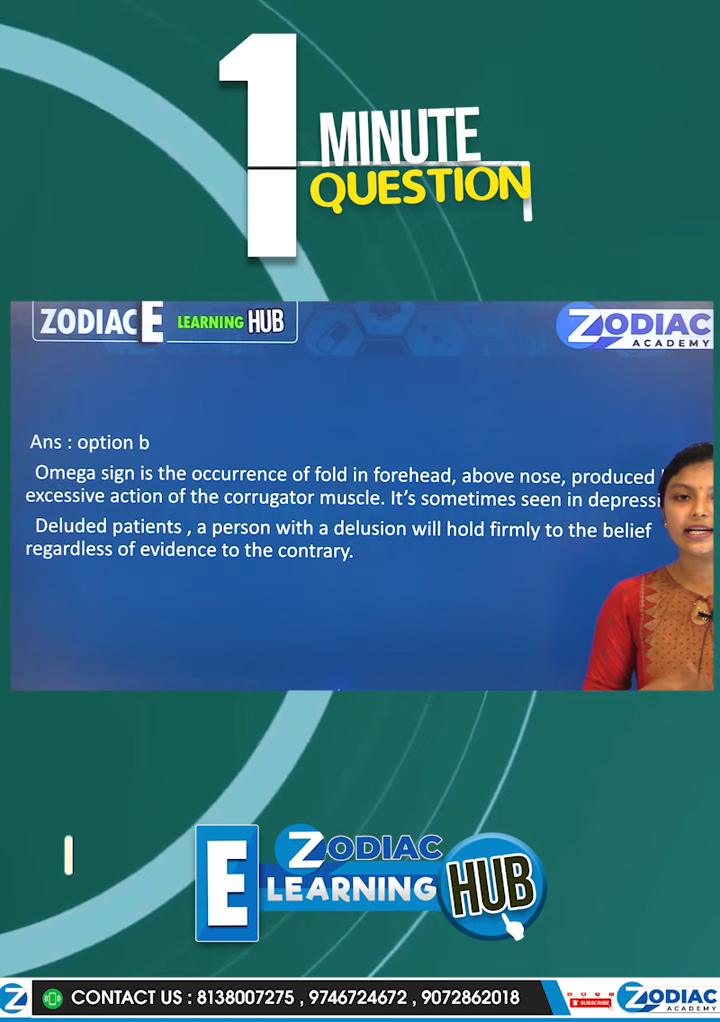 1
MINUTE
QUESTION
ZODIAC E LEARNING HUB
ZODIAC
ACADEMY
Ans : option b
Omega sign is the occurrence of fold in forehead, above nose, produced
excessive action of the corrugator muscle. It's sometimes seen in
Deluded patients , a person with a delusion will hold firmly to the belief
regardless of evidence to the contrary.
E ZODIAC
LEARNING HUB
CONTACT US : 8138007275 , 9746724672 , 9072862018
SUBSCRIBE
ZODIAC
ACADEMY